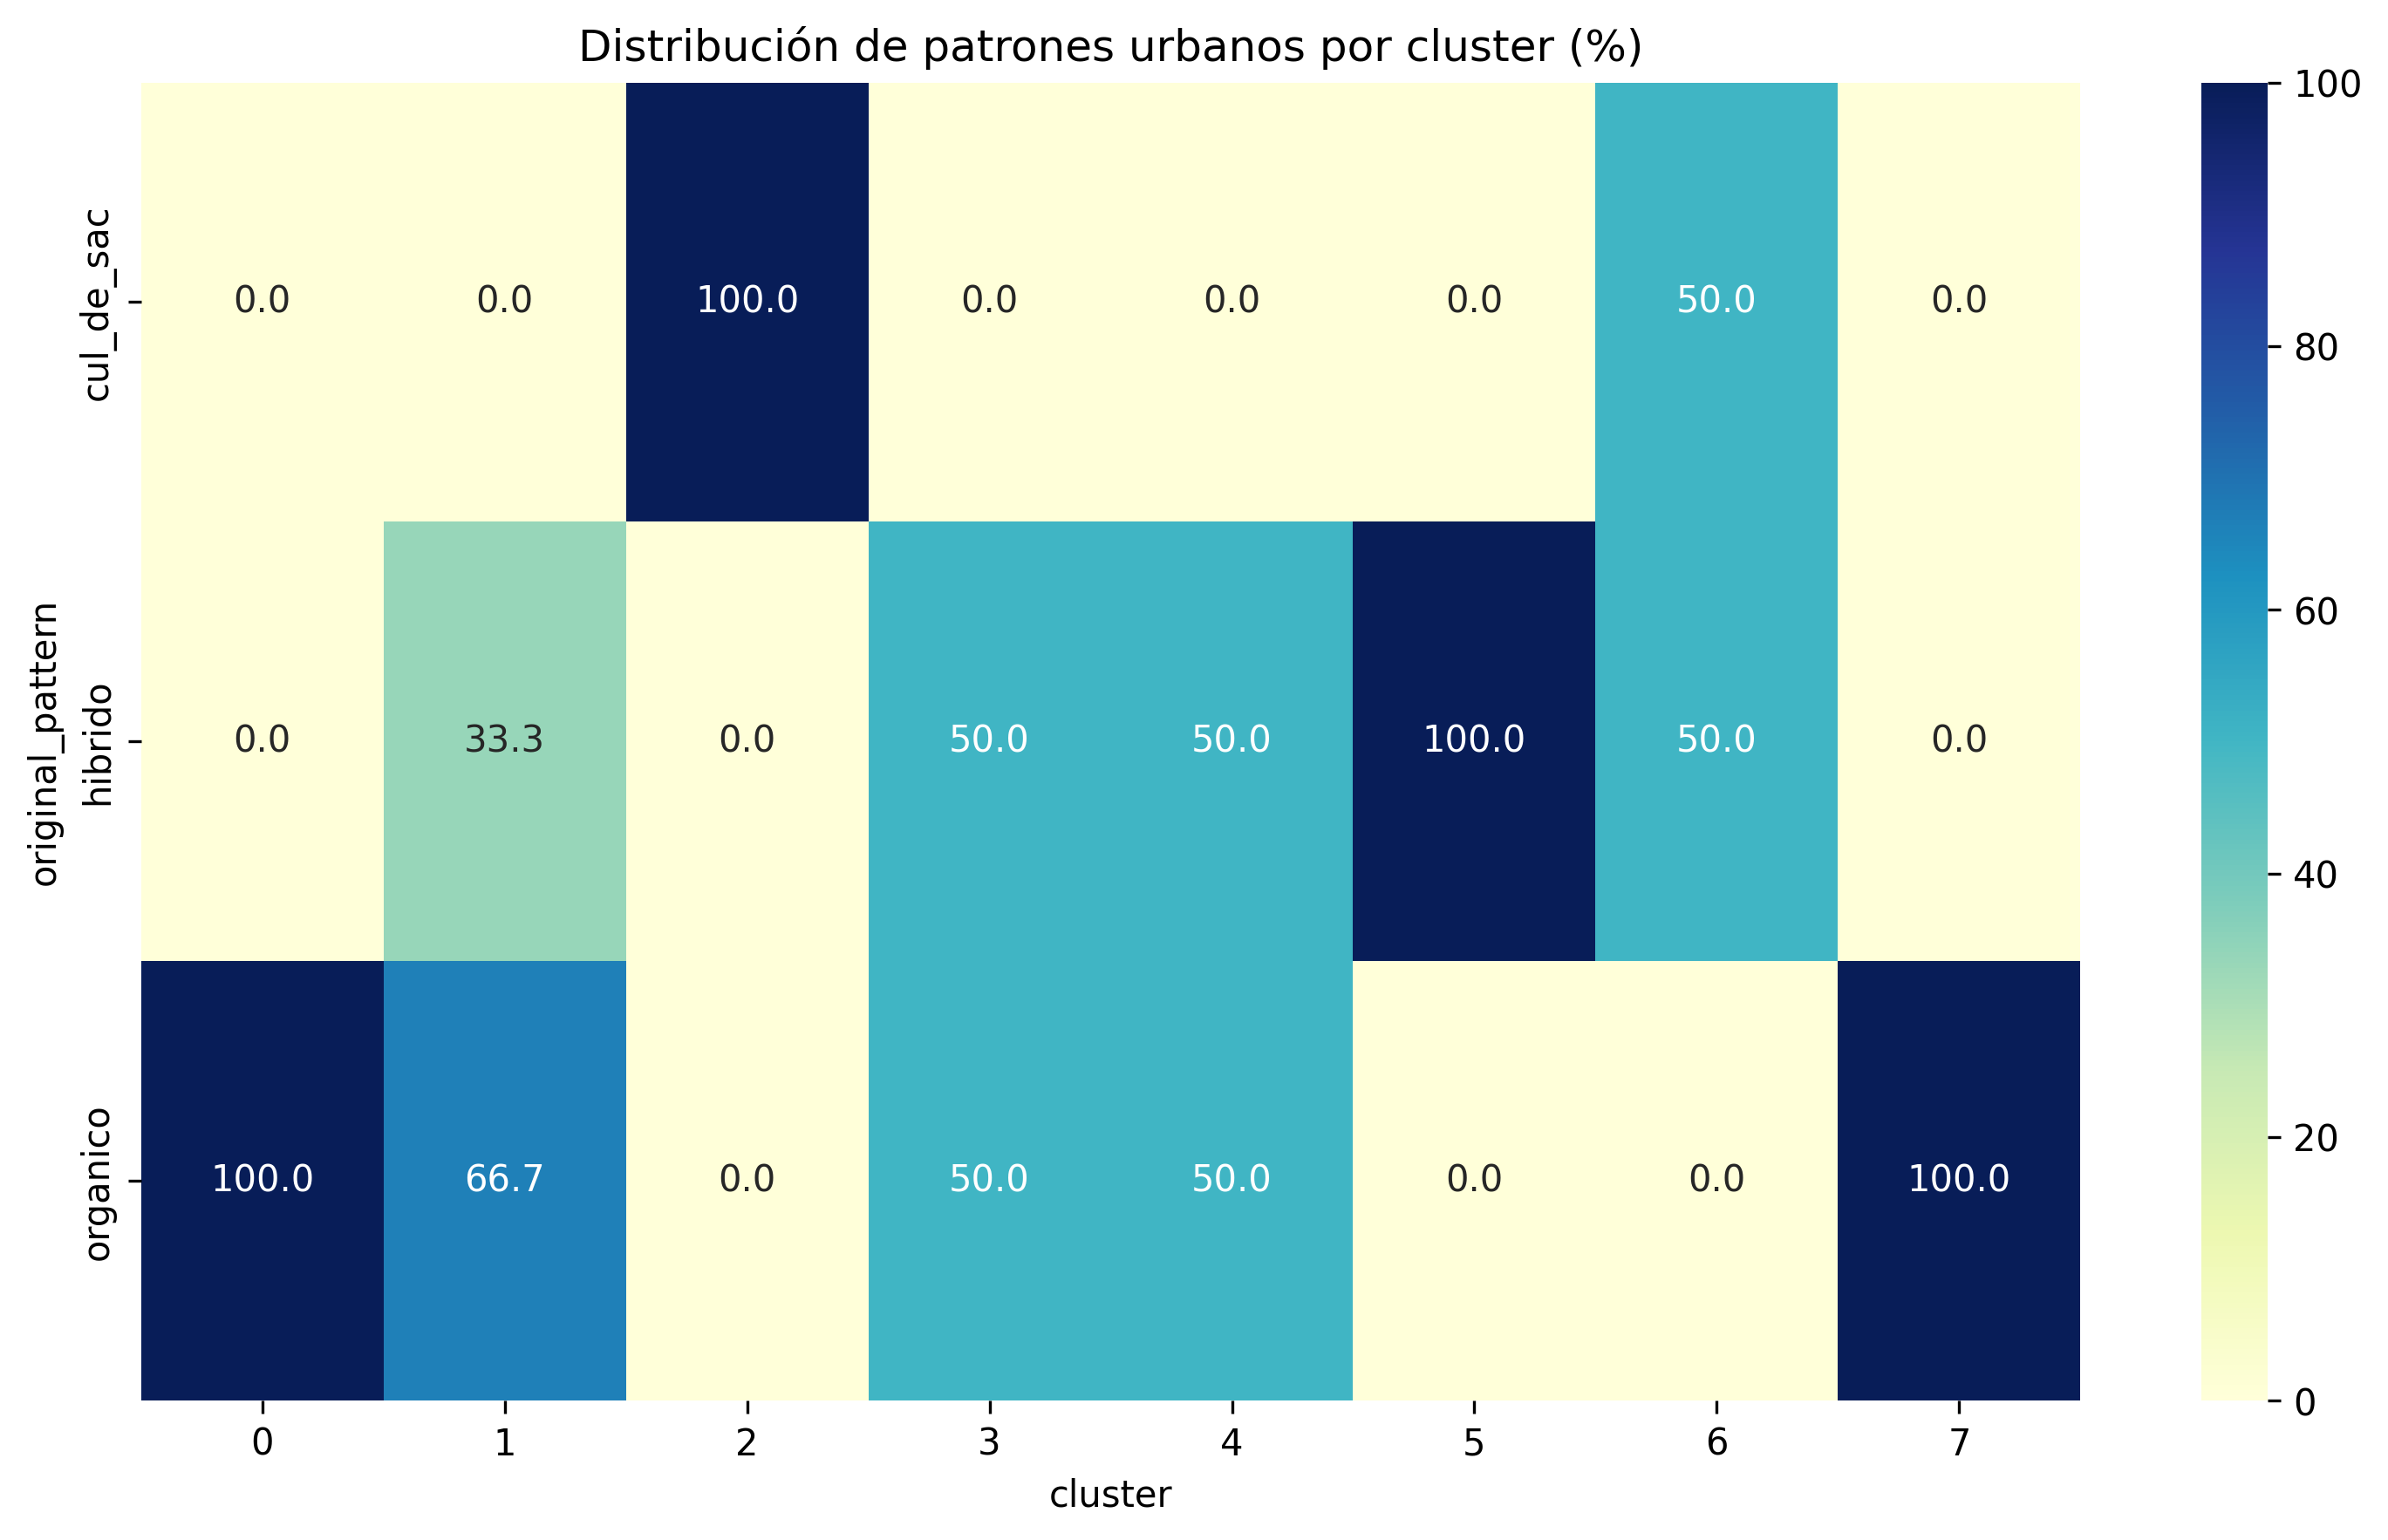 Distribución de patrones urbanos por cluster (%)
original_pattern
cul_de_sac
0.0 0.0 100.0 0.0 0.0 0.0 50.0 0.0
hibrido
0.0 33.3 0.0 50.0 50.0 100.0 50.0 0.0
organico
100.0 66.7 0.0 50.0 50.0 0.0 0.0 100.0
0 1 2 3 4 5 6 7
cluster
100
80
60
40
20
0